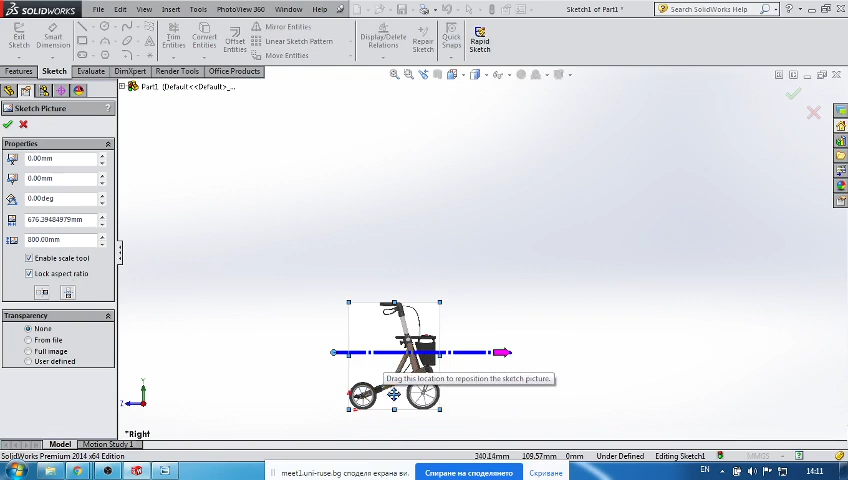 SOLIDWORKS File Edit View Insert Tools PhotoView 360 Window Help Sketch1 of Part1 * Search SolidWorks Help
Exit Sketch Smart Dimension Trim Entities Convert Entities Offset Entities Mirror Entities Linear Sketch Pattern Move Entities Display/Delete Relations Repair Sketch Quick Snaps Rapid Sketch
Features Sketch Evaluate DimXpert Render Tools Office Products
Part1 (Default<<Default>_...
Sketch Picture ?
Properties
0.00mm
0.00mm
0.00deg
676.39484979mm
800.00mm
Enable scale tool
Lock aspect ratio
Transparency
None
From file
Full image
User defined
Drag this location to reposition the sketch picture.
Y
Z
*Right
Model Motion Study 1
SolidWorks Premium 2014 x64 Edition 340.14mm 109.57mm 0mm Under Defined Editing Sketch1 MMGS
meet1.uni-ruse.bg споделя екрана ви. Спиране на споделянето Скриване EN 14:11